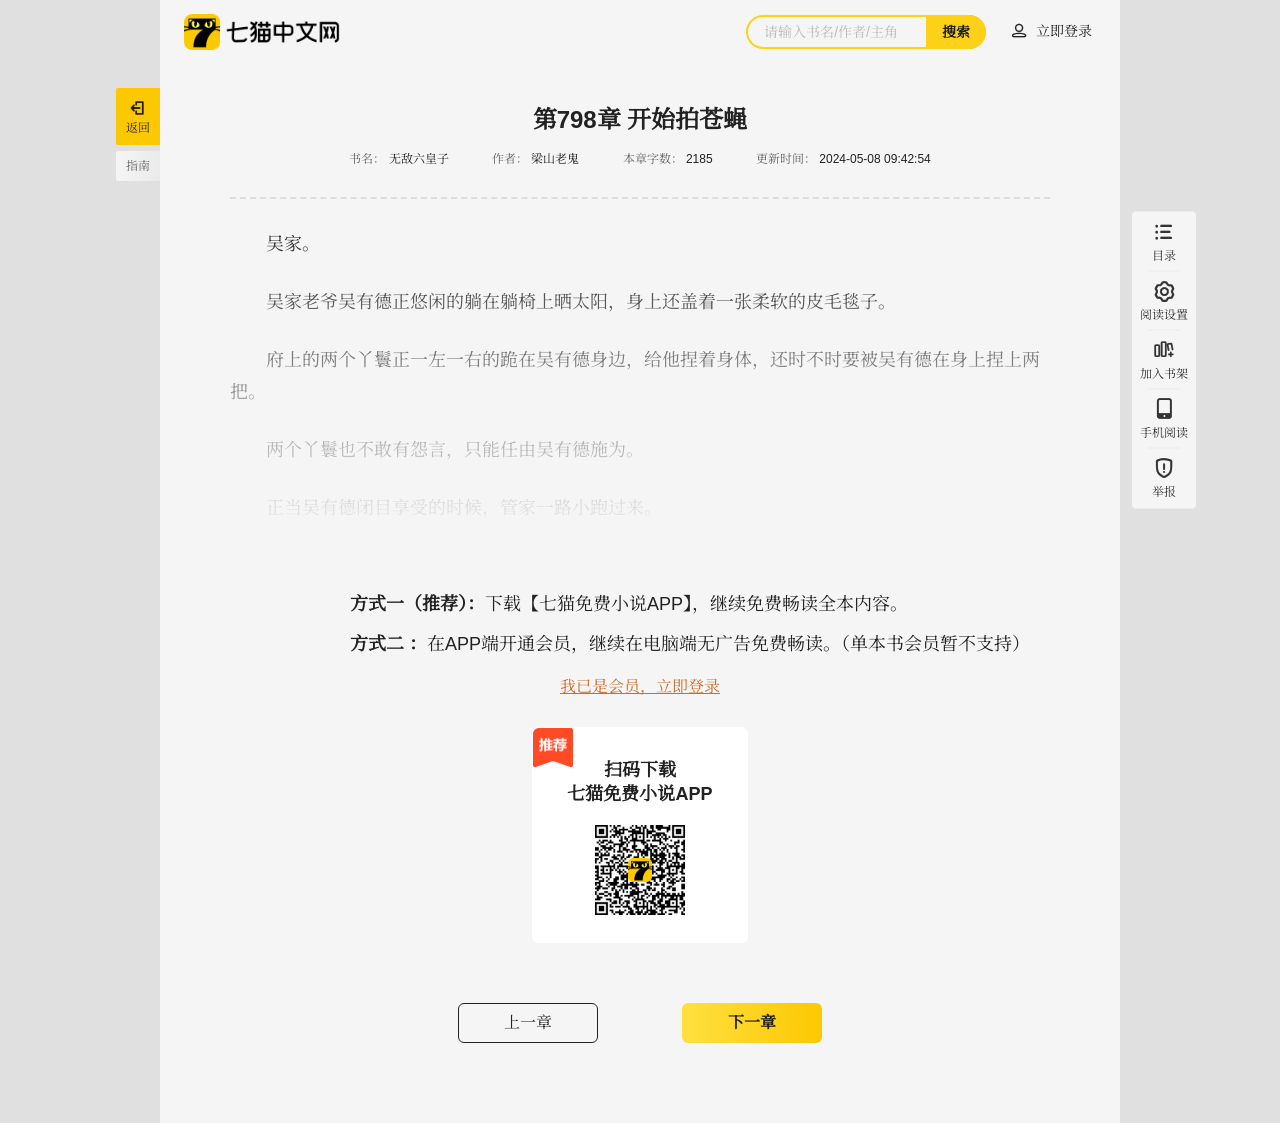 七猫中文网
请输入书名/作者/主角
搜索
立即登录
返回
指南
第798章 开始拍苍蝇
书名： 无敌六皇子 作者： 梁山老鬼 本章字数： 2185 更新时间： 2024-05-08 09:42:54
吴家。
吴家老爷吴有德正悠闲的躺在躺椅上晒太阳，身上还盖着一张柔软的皮毛毯子。
府上的两个丫鬟正一左一右的跪在吴有德身边，给他捏着身体，还时不时要被吴有德在身上捏上两
把。
两个丫鬟也不敢有怨言，只能任由吴有德施为。
正当吴有德闭目享受的时候，管家一路小跑过来。
目录
阅读设置
加入书架
手机阅读
举报
方式一（推荐）：下载【七猫免费小说APP】，继续免费畅读全本内容。
方式二 ：在APP端开通会员，继续在电脑端无广告免费畅读。（单本书会员暂不支持）
我已是会员，立即登录
推荐
扫码下载
七猫免费小说APP
上一章
下一章